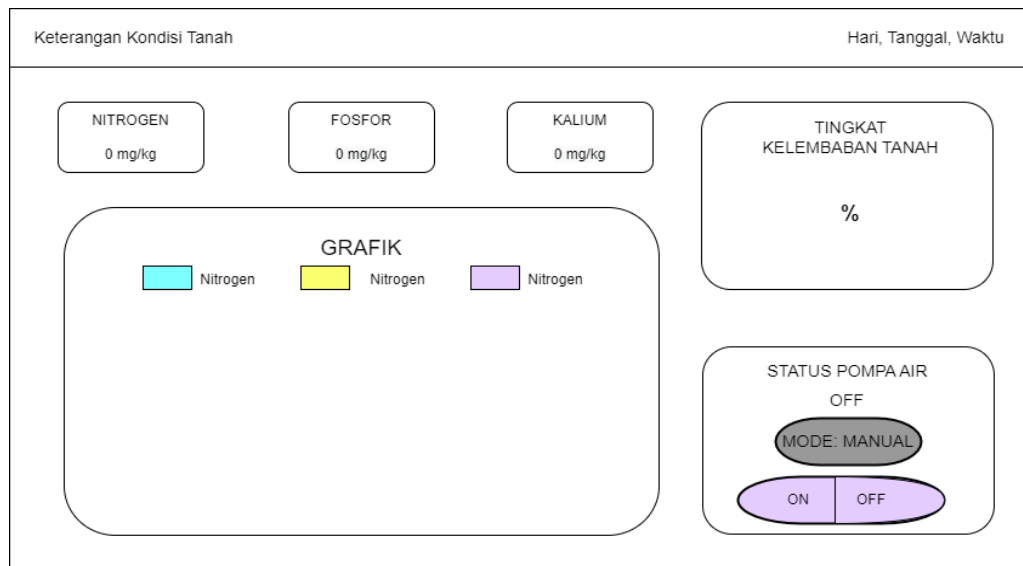 Keterangan Kondisi Tanah
Hari, Tanggal, Waktu
NITROGEN
0 mg/kg
FOSFOR
0 mg/kg
KALIUM
0 mg/kg
TINGKAT
KELEMBABAN TANAH
%
GRAFIK
Nitrogen
Nitrogen
Nitrogen
STATUS POMPA AIR
OFF
MODE: MANUAL
ON
OFF